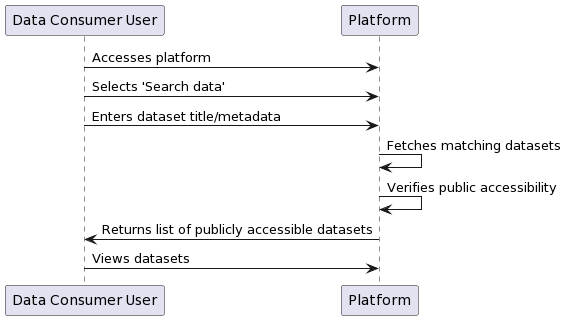 Data Consumer User
Platform
Accesses platform
Selects 'Search data'
Enters dataset title/metadata
Fetches matching datasets
Verifies public accessibility
Returns list of publicly accessible datasets
Views datasets
Data Consumer User
Platform